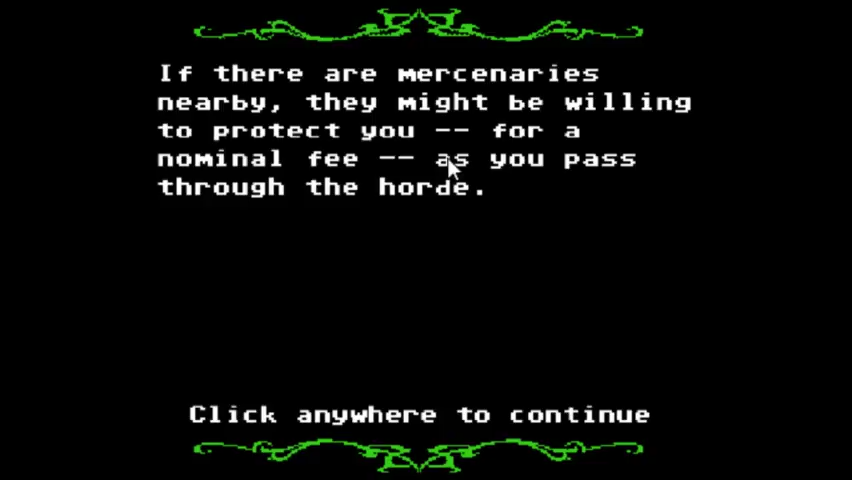 If there are mercenaries
nearby, they might be willing
to protect you -- for a
nominal fee -- as you pass
through the horde.
Click anywhere to continue